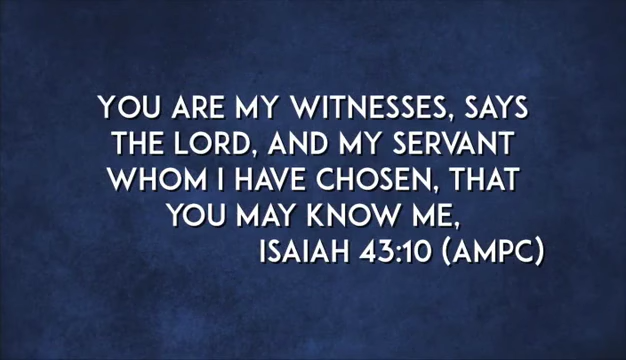 YOU ARE MY WITNESSES, SAYS
THE LORD, AND MY SERVANT
WHOM I HAVE CHOSEN, THAT
YOU MAY KNOW ME,
ISAIAH 43:10 (AMPC)